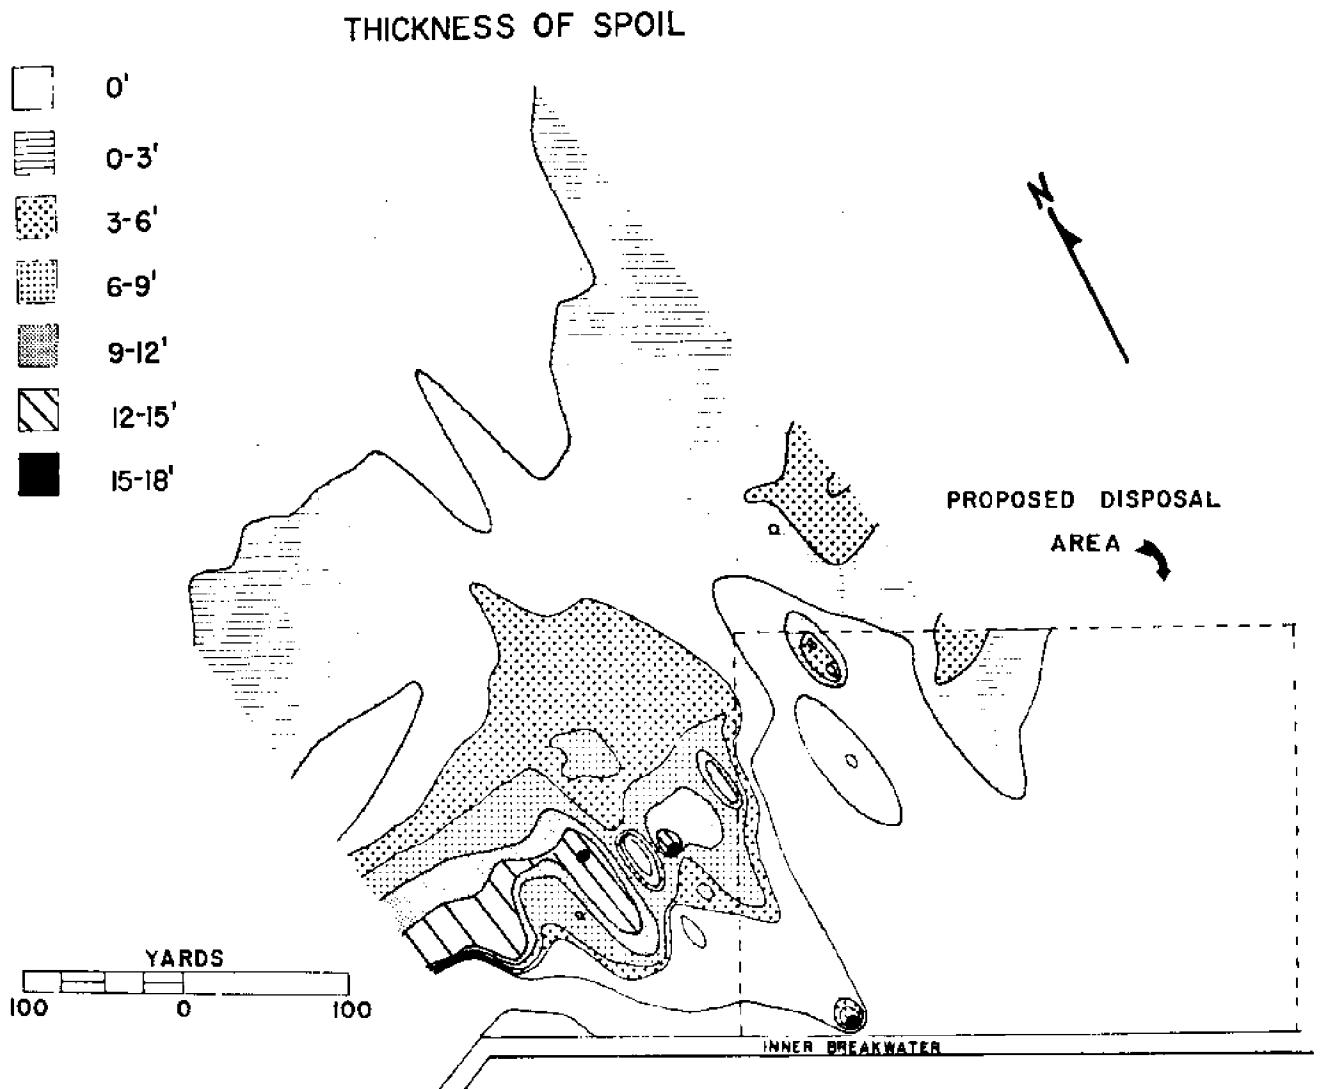 THICKNESS OF SPOIL
0'
0-3'
3-6'
6-9'
9-12'
12-15'
15-18'
N
PROPOSED DISPOSAL
AREA
YARDS
100 0 100
INNER BREAKWATER